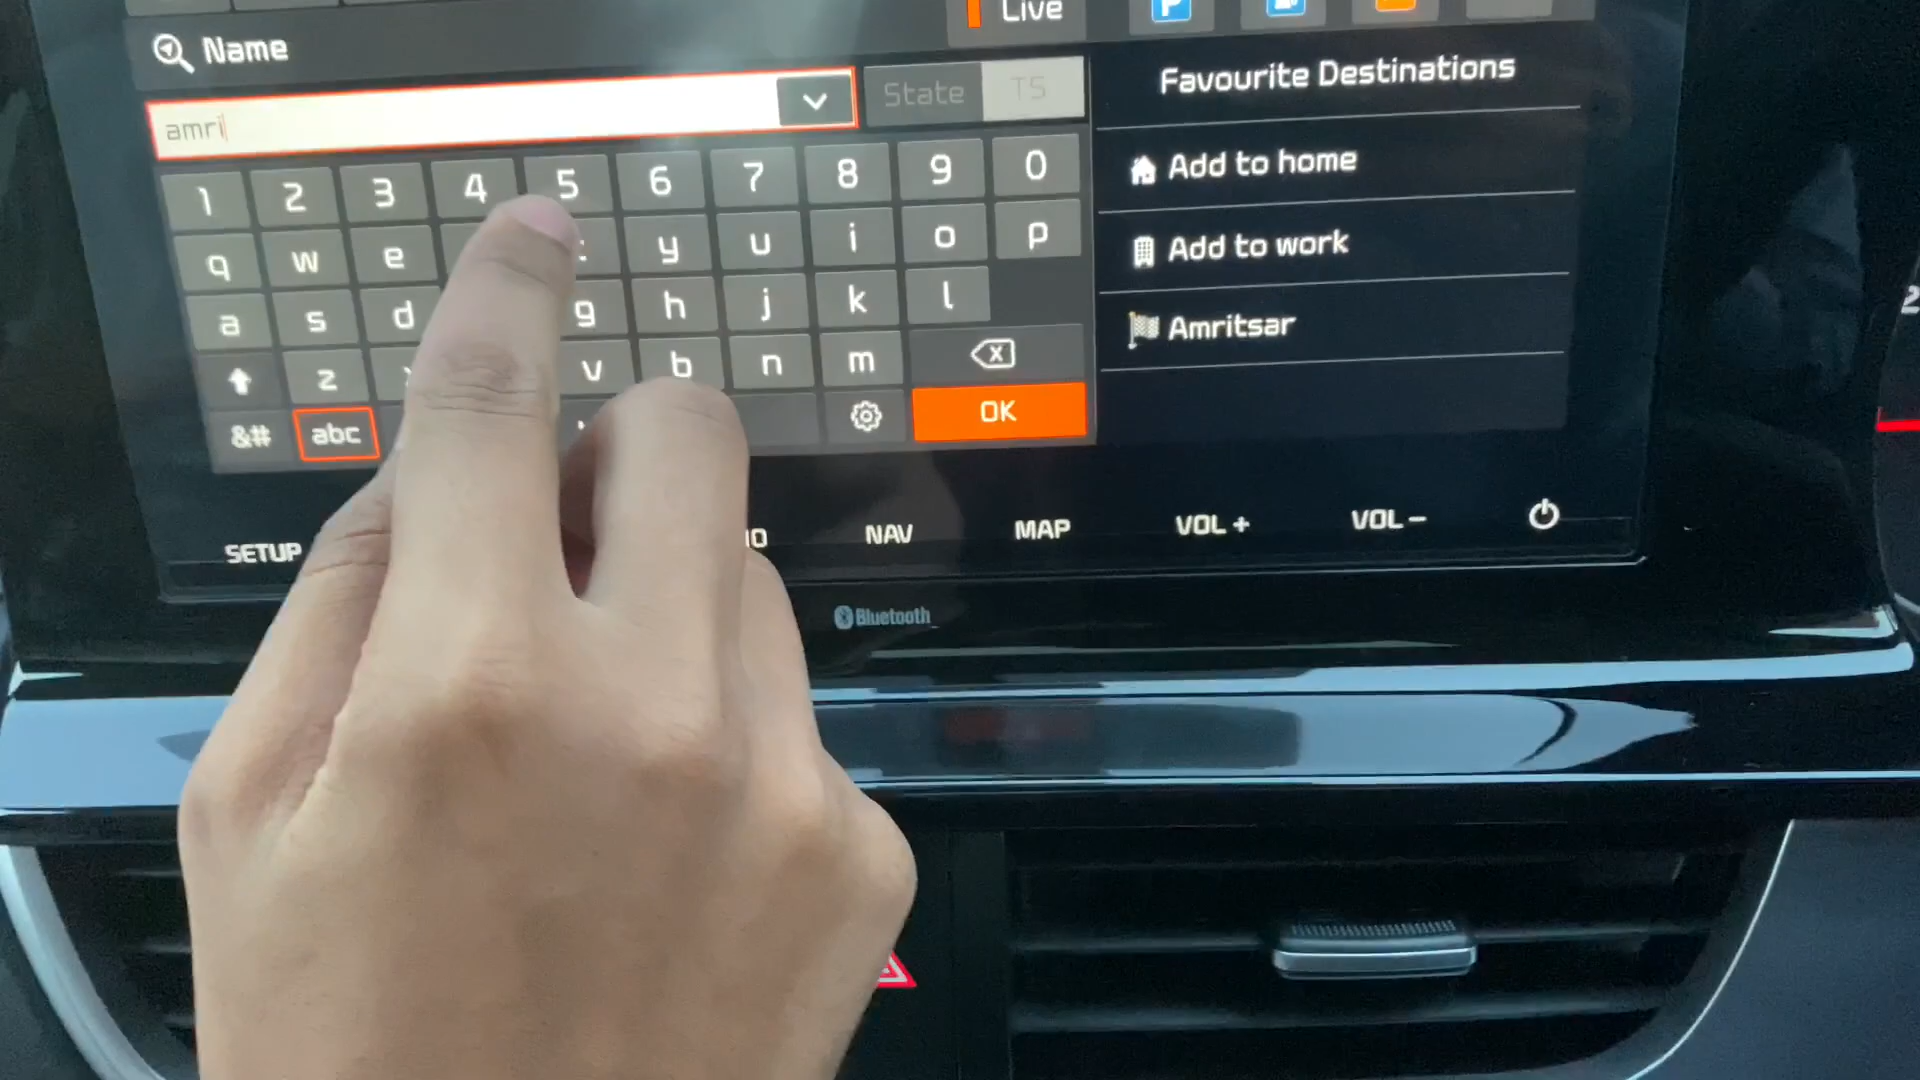 Live
P
Name
amri
State TS
Favourite Destinations
1 2 3 4 5 6 7 8 9 0
q w e y u i o p
Add to home
a s d g h j k l
Add to work
z v b n m
Amritsar
&# abc OK
SETUP NAV MAP VOL + VOL −
Bluetooth